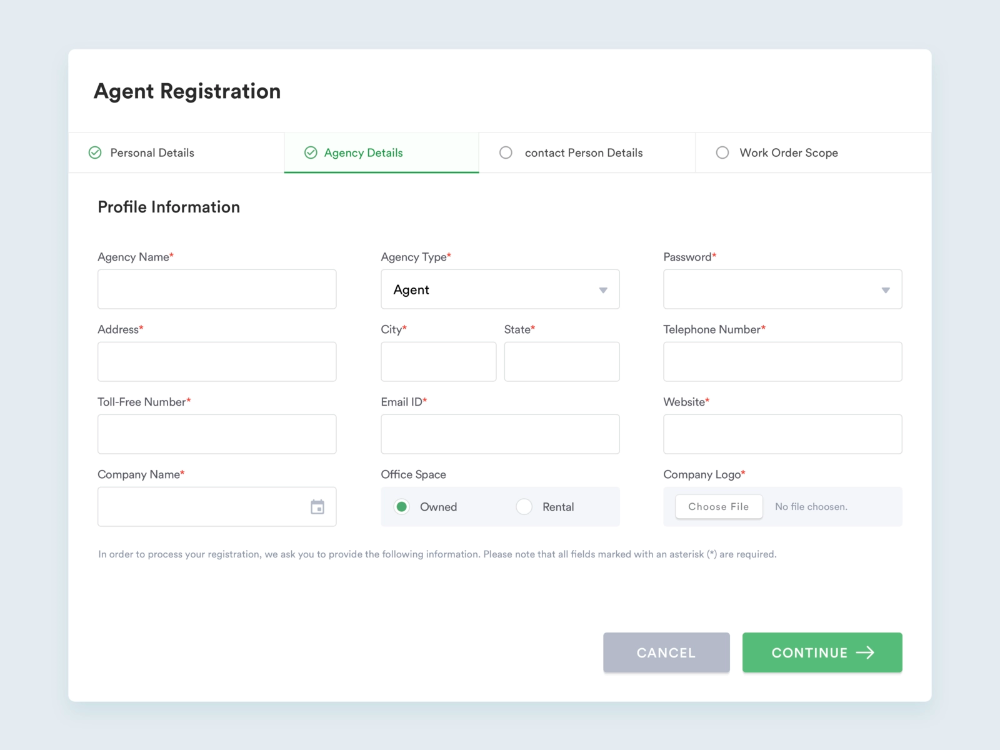 Agent Registration
Personal Details
Agency Details
contact Person Details
Work Order Scope
Profile Information
Agency Name*
Agency Type*
Password*
Agent
Address*
City*
State*
Telephone Number*
Toll-Free Number*
Email ID*
Website*
Company Name*
Office Space
Company Logo*
Owned
Rental
Choose File
No file choosen.
In order to process your registration, we ask you to provide the following information. Please note that all fields marked with an asterisk (*) are required.
CANCEL
CONTINUE